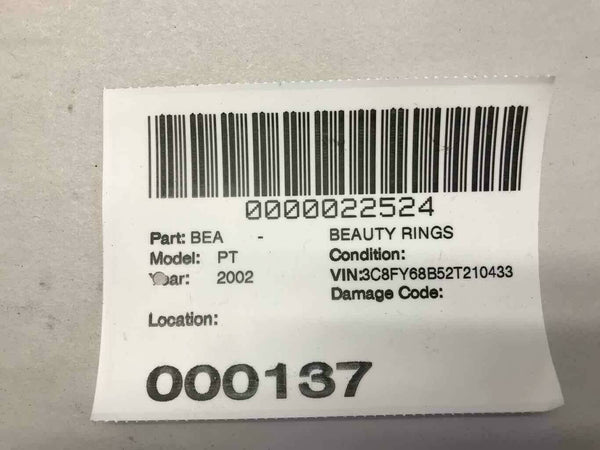 0000022524
Part: BEA - BEAUTY RINGS
Model: PT Condition:
Year: 2002 VIN:3C8FY68B52T210433
Damage Code:
Location:
000137